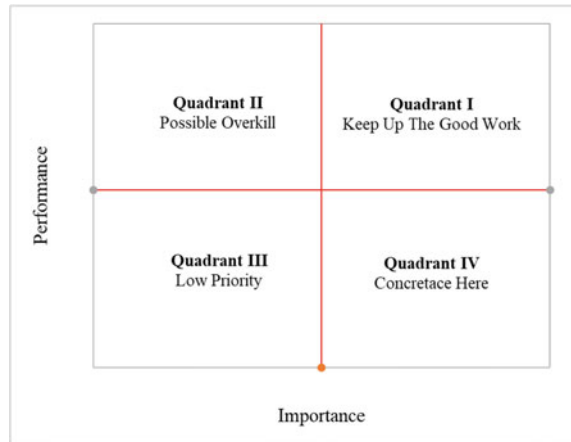 Quadrant II
Possible Overkill
Quadrant I
Keep Up The Good Work
Performance
Quadrant III
Low Priority
Quadrant IV
Concretace Here
Importance